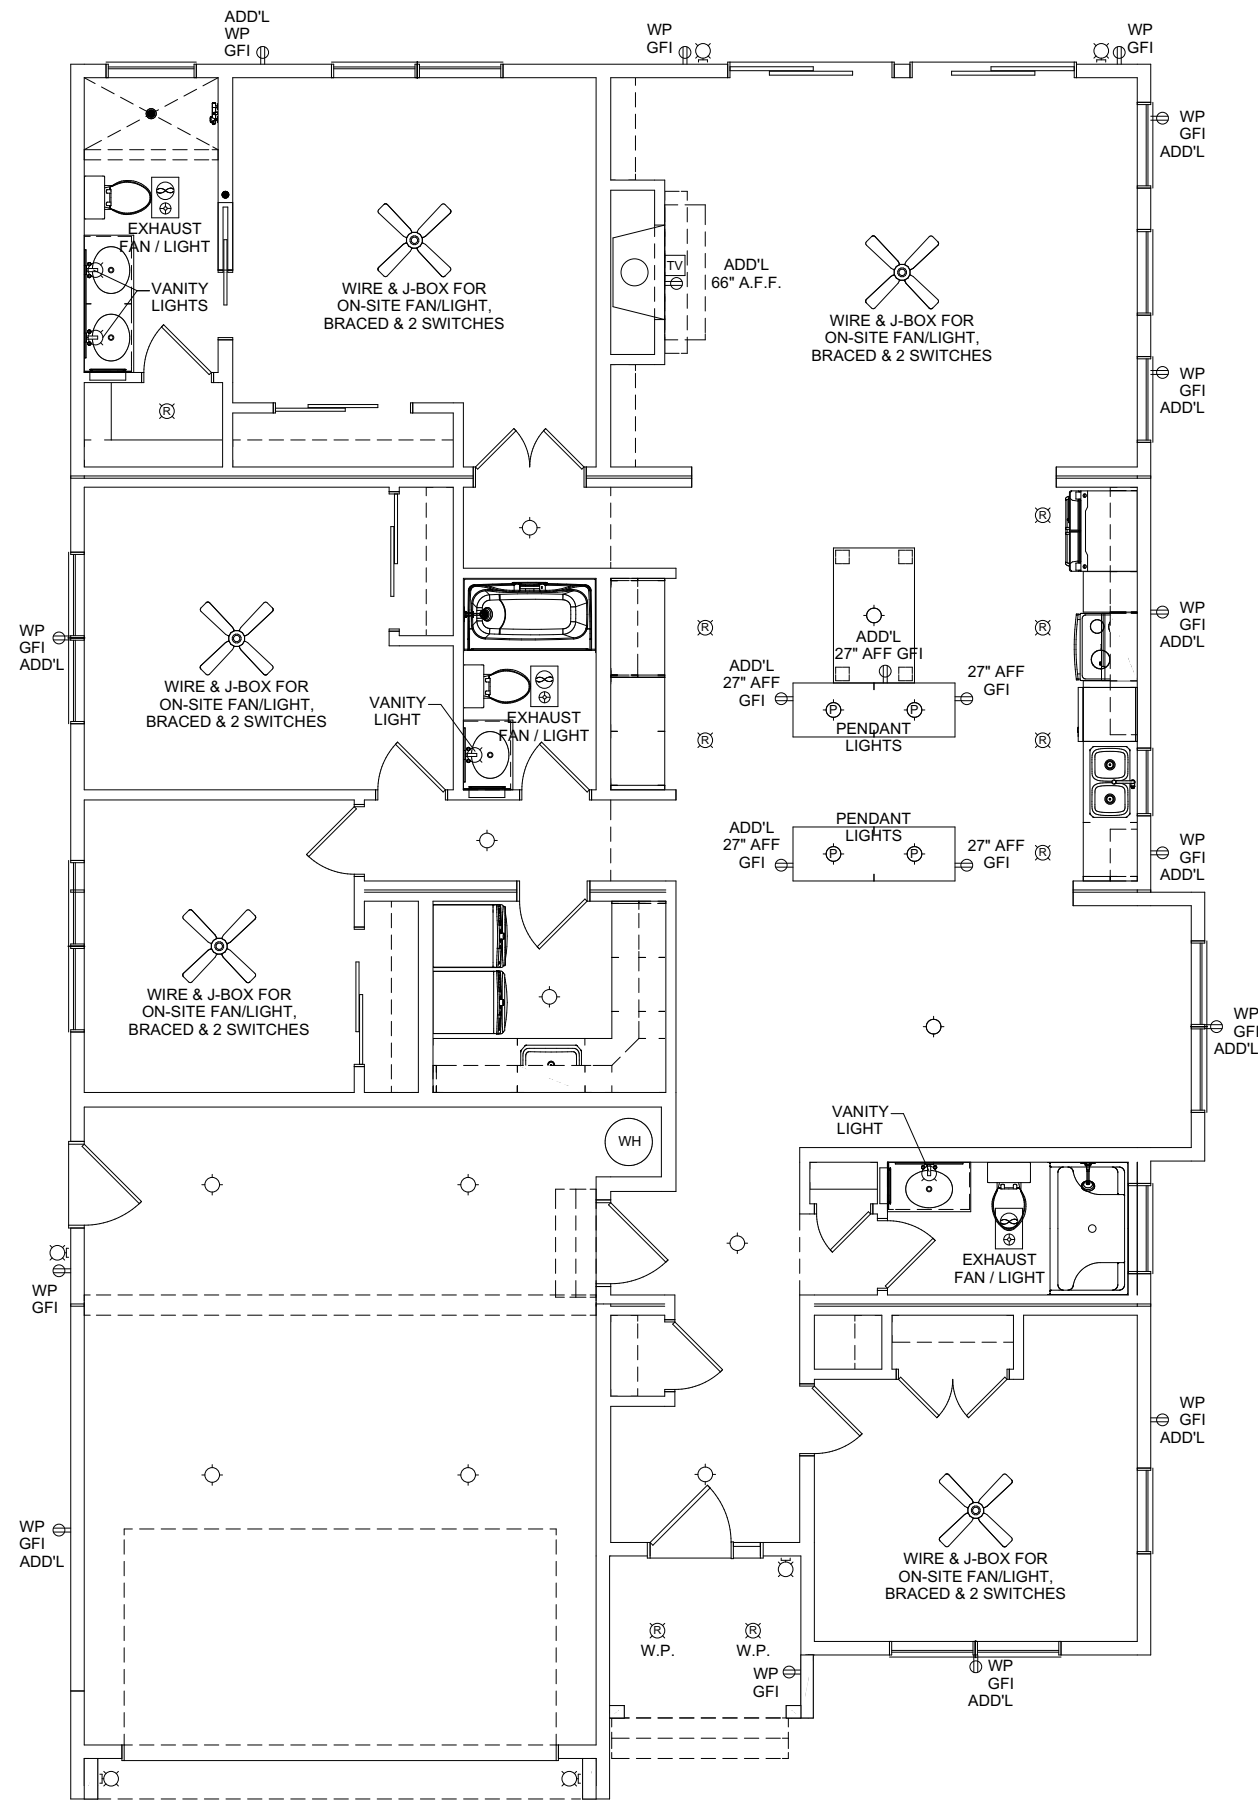 ADD'L
WP
GFI
WP
GFI
WP
GFI
WP
GFI
ADD'L
EXHAUST
FAN / LIGHT
VANITY
LIGHTS
WIRE & J-BOX FOR
ON-SITE FAN/LIGHT,
BRACED & 2 SWITCHES
TV
ADD'L
66" A.F.F.
WIRE & J-BOX FOR
ON-SITE FAN/LIGHT,
BRACED & 2 SWITCHES
WP
GFI
ADD'L
R
R
R
R
WP
GFI
ADD'L
WP
GFI
ADD'L
WIRE & J-BOX FOR
ON-SITE FAN/LIGHT,
BRACED & 2 SWITCHES
VANITY
LIGHT
EXHAUST
FAN / LIGHT
ADD'L
27" AFF GFI
ADD'L
27" AFF
GFI
27" AFF
GFI
P
P
PENDANT
LIGHTS
R
R
PENDANT
LIGHTS
ADD'L
27" AFF
GFI
P
P
27" AFF
GFI
R
WP
GFI
ADD'L
WIRE & J-BOX FOR
ON-SITE FAN/LIGHT,
BRACED & 2 SWITCHES
WP
GFI
ADD'L
WH
VANITY
LIGHT
EXHAUST
FAN / LIGHT
WP
GFI
WP
GFI
ADD'L
WP
GFI
ADD'L
WIRE & J-BOX FOR
ON-SITE FAN/LIGHT,
BRACED & 2 SWITCHES
R
R
W.P.
W.P.
WP
GFI
WP
GFI
ADD'L